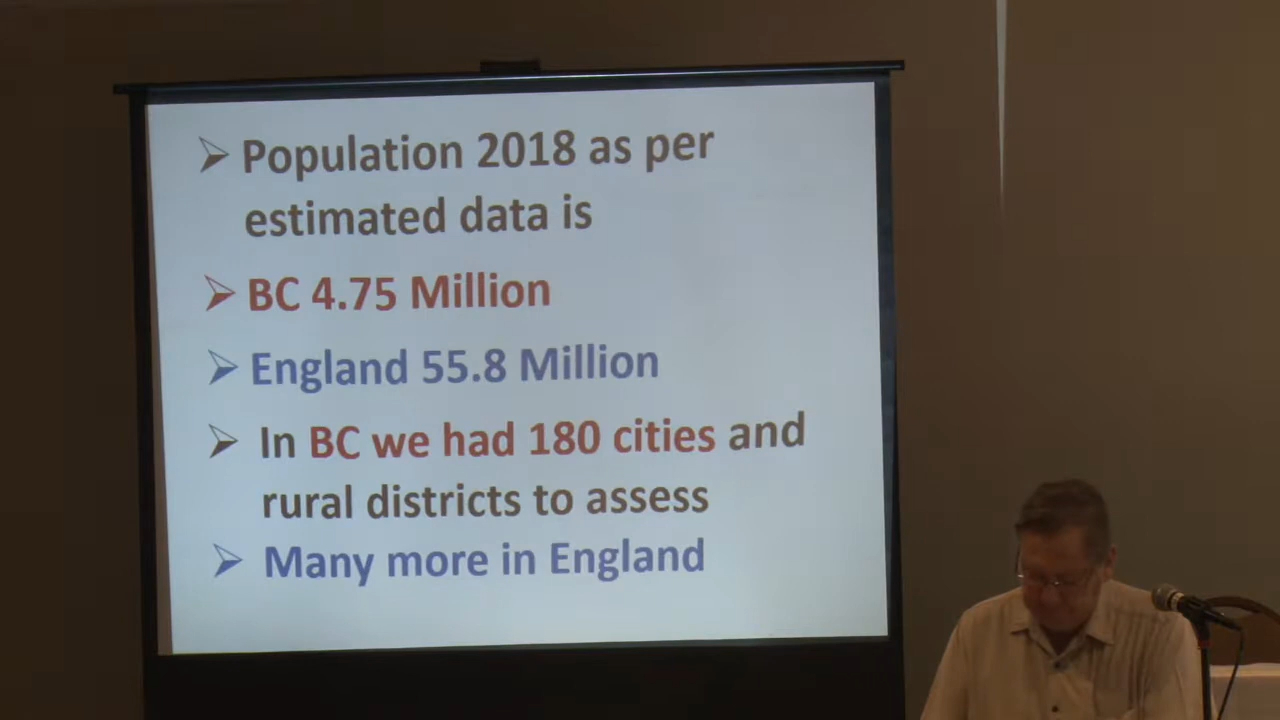 Population 2018 as per
estimated data is
BC 4.75 Million
England 55.8 Million
In BC we had 180 cities and
rural districts to assess
Many more in England